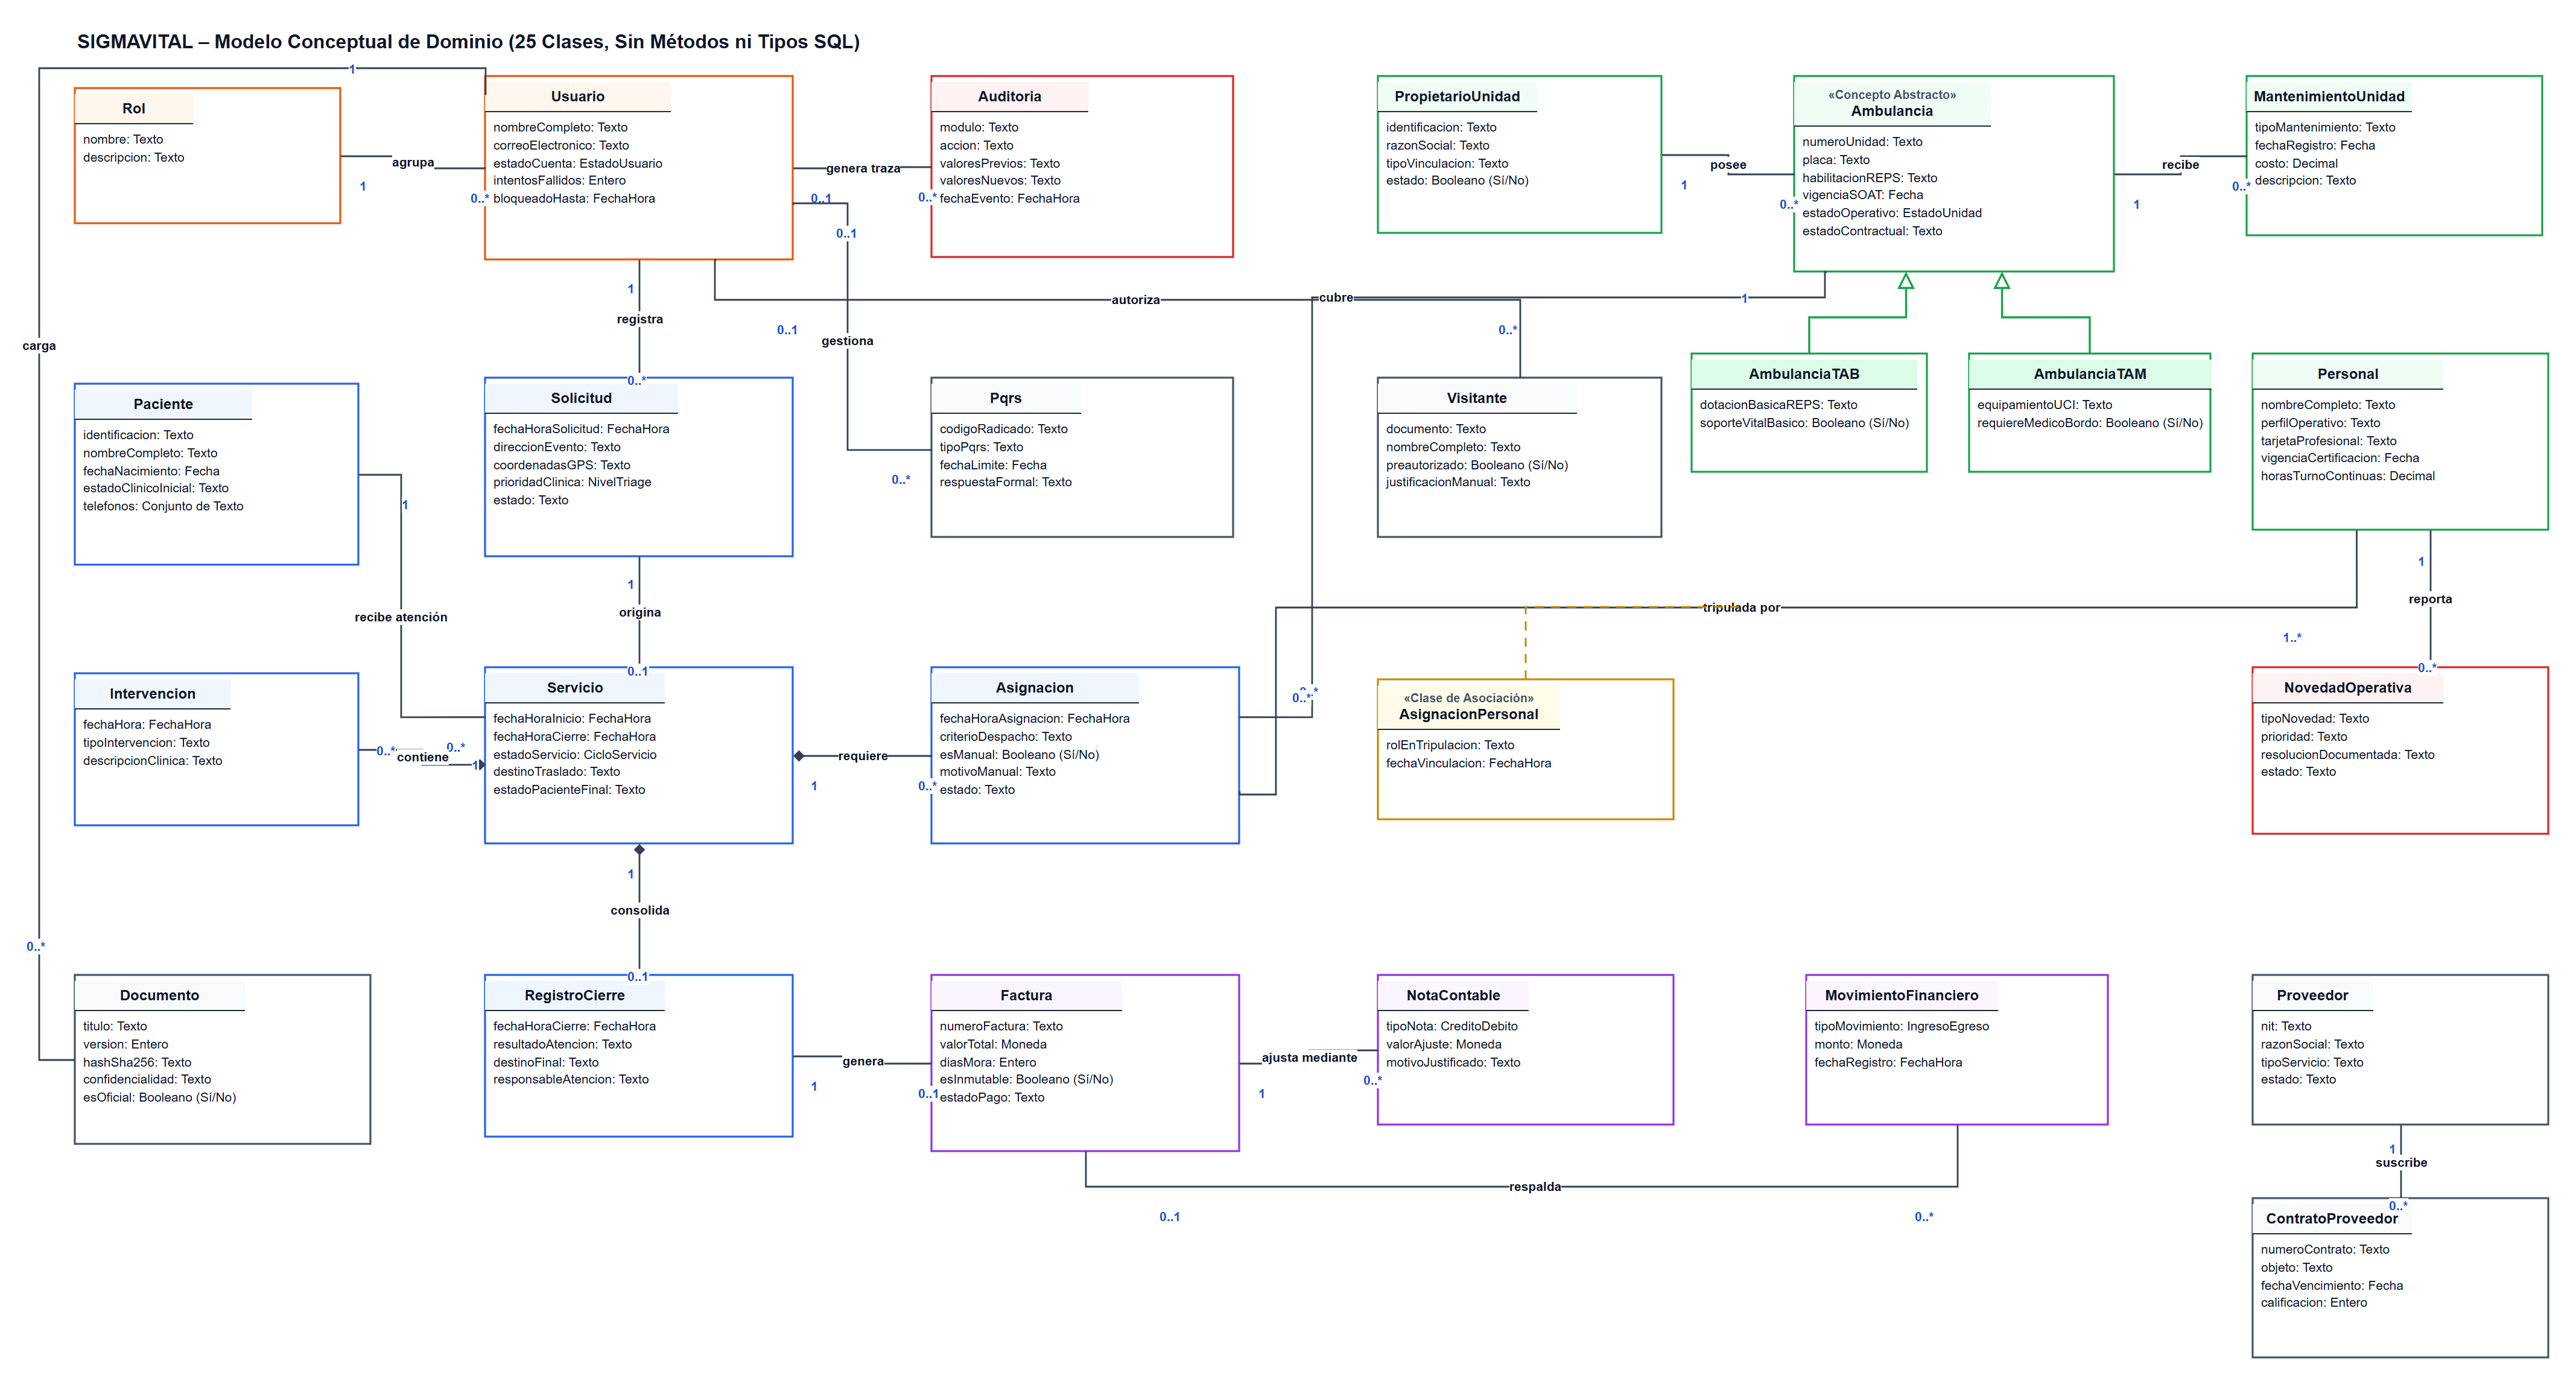 SIGMAVITAL – Modelo Conceptual de Dominio (25 Clases, Sin Métodos ni Tipos SQL)
Rol
nombre: Texto
descripcion: Texto
agrupa
1
0..*
Usuario
nombreCompleto: Texto
correoElectronico: Texto
estadoCuenta: EstadoUsuario
intentosFallidos: Entero
bloqueadoHasta: FechaHora
genera traza
0..1
0..*
Auditoria
modulo: Texto
accion: Texto
valoresPrevios: Texto
valoresNuevos: Texto
fechaEvento: FechaHora
PropietarioUnidad
identificacion: Texto
razonSocial: Texto
tipoVinculacion: Texto
estado: Booleano (Sí/No)
posee
1
0..*
«Concepto Abstracto»
Ambulancia
numeroUnidad: Texto
placa: Texto
habilitacionREPS: Texto
vigenciaSOAT: Fecha
estadoOperativo: EstadoUnidad
estadoContractual: Texto
recibe
1
0..*
MantenimientoUnidad
tipoMantenimiento: Texto
fechaRegistro: Fecha
costo: Decimal
descripcion: Texto
1
carga
0..*
1
registra
0..*
0..1
gestiona
0..*
autoriza
0..1
0..*
cubre
1
0..*
Paciente
identificacion: Texto
nombreCompleto: Texto
fechaNacimiento: Fecha
estadoClinicoInicial: Texto
telefonos: Conjunto de Texto
Solicitud
fechaHoraSolicitud: FechaHora
direccionEvento: Texto
coordenadasGPS: Texto
prioridadClinica: NivelTriage
estado: Texto
Pqrs
codigoRadicado: Texto
tipoPqrs: Texto
fechaLimite: Fecha
respuestaFormal: Texto
Visitante
documento: Texto
nombreCompleto: Texto
preautorizado: Booleano (Sí/No)
justificacionManual: Texto
AmbulanciaTAB
dotacionBasicaREPS: Texto
soporteVitalBasico: Booleano (Sí/No)
AmbulanciaTAM
equipamientoUCI: Texto
requiereMedicoBordo: Booleano (Sí/No)
Personal
nombreCompleto: Texto
perfilOperativo: Texto
tarjetaProfesional: Texto
vigenciaCertificacion: Fecha
horasTurnoContinuas: Decimal
1
recibe atención
0..*
1
origina
0..1
tripulada por
1..*
1
reporta
0..*
Intervencion
fechaHora: FechaHora
tipoIntervencion: Texto
descripcionClinica: Texto
0..*
contiene
1
Servicio
fechaHoraInicio: FechaHora
fechaHoraCierre: FechaHora
estadoServicio: CicloServicio
destinoTraslado: Texto
estadoPacienteFinal: Texto
requiere
1
0..*
Asignacion
fechaHoraAsignacion: FechaHora
criterioDespacho: Texto
esManual: Booleano (Sí/No)
motivoManual: Texto
estado: Texto
«Clase de Asociación»
AsignacionPersonal
rolEnTripulacion: Texto
fechaVinculacion: FechaHora
NovedadOperativa
tipoNovedad: Texto
prioridad: Texto
resolucionDocumentada: Texto
estado: Texto
1
consolida
0..1
Documento
titulo: Texto
version: Entero
hashSha256: Texto
confidencialidad: Texto
esOficial: Booleano (Sí/No)
RegistroCierre
fechaHoraCierre: FechaHora
resultadoAtencion: Texto
destinoFinal: Texto
responsableAtencion: Texto
genera
1
0..1
Factura
numeroFactura: Texto
valorTotal: Moneda
diasMora: Entero
esInmutable: Booleano (Sí/No)
estadoPago: Texto
ajusta mediante
1
0..*
NotaContable
tipoNota: CreditoDebito
valorAjuste: Moneda
motivoJustificado: Texto
MovimientoFinanciero
tipoMovimiento: IngresoEgreso
monto: Moneda
fechaRegistro: FechaHora
Proveedor
nit: Texto
razonSocial: Texto
tipoServicio: Texto
estado: Texto
respalda
0..1
0..*
1
suscribe
0..*
ContratoProveedor
numeroContrato: Texto
objeto: Texto
fechaVencimiento: Fecha
calificacion: Entero